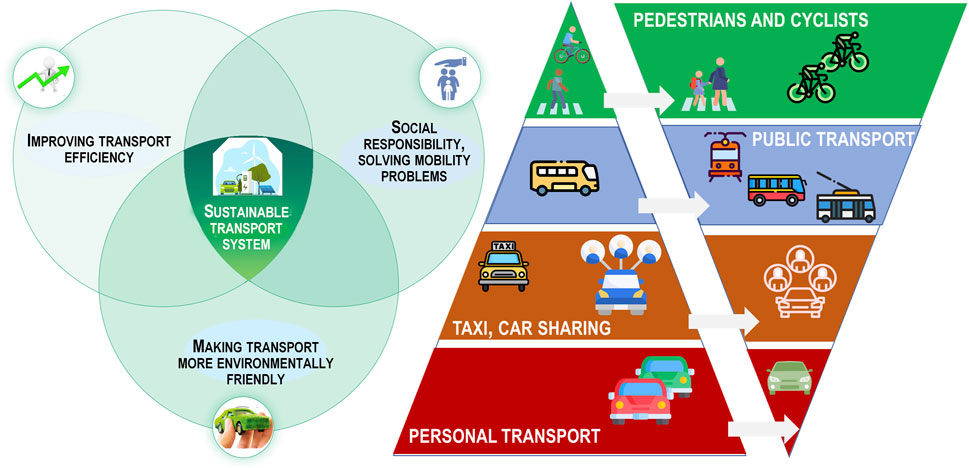 IMPROVING TRANSPORT
EFFICIENCY
SOCIAL
RESPONSIBILITY,
SOLVING MOBILITY
PROBLEMS
SUSTAINABLE
TRANSPORT
SYSTEM
MAKING TRANSPORT
MORE ENVIRONMENTALLY
FRIENDLY
PEDESTRIANS AND CYCLISTS
PUBLIC TRANSPORT
TAXI
TAXI, CAR SHARING
PERSONAL TRANSPORT